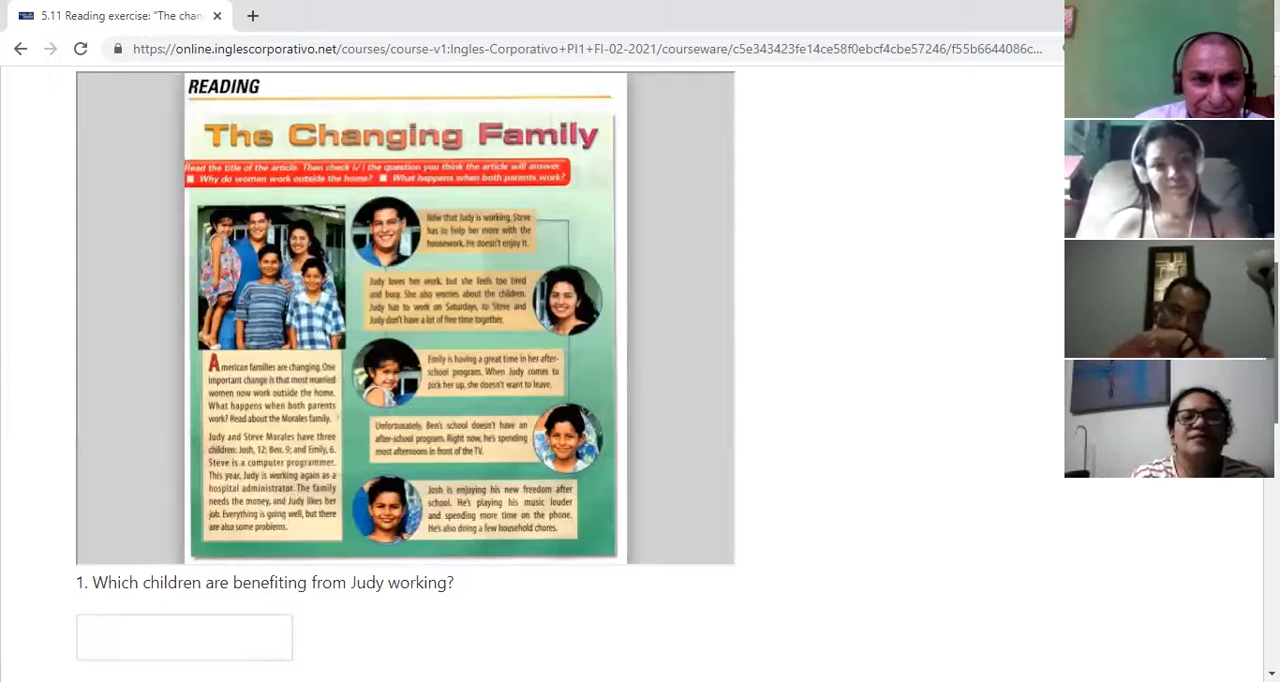 5.11 Reading exercise: "The chan
https://online.inglescorporativo.net/courses/course-v1:Ingles-Corporativo+PI1+FI-02-2021/courseware/c5e343423fe14ce58f0ebcf4cbe57246/f55b6644086c...
READING
The Changing Family
Read the title of the article. Then check (✓) the question you think the article will answer.
Why do women work outside the home? What happens when both parents work?
Now that Judy is working, Steve
has to help her more with the
housework. He doesn't enjoy it.
Judy loves her work, but she feels too tired
and busy. She also worries about the children.
Judy has to work on Saturdays, so Steve and
Judy don't have a lot of free time together.
American families are changing. One
important change is that most married
women now work outside the home.
What happens when both parents
work? Read about the Morales family.
Judy and Steve Morales have three
children: Josh, 12; Ben, 9; and Emily, 6.
Steve is a computer programmer.
This year, Judy is working again as a
hospital administrator. The family
needs the money, and Judy likes her
job. Everything is going well, but there
are also some problems.
Emily is having a great time in her after-
school program. When Judy comes to
pick her up, she doesn't want to leave.
Unfortunately, Ben's school doesn't have an
after-school program. Right now, he's spending
most afternoons in front of the TV.
Josh is enjoying his new freedom after
school. He's playing his music louder
and spending more time on the phone.
He's also doing a few household chores.
1. Which children are benefiting from Judy working?